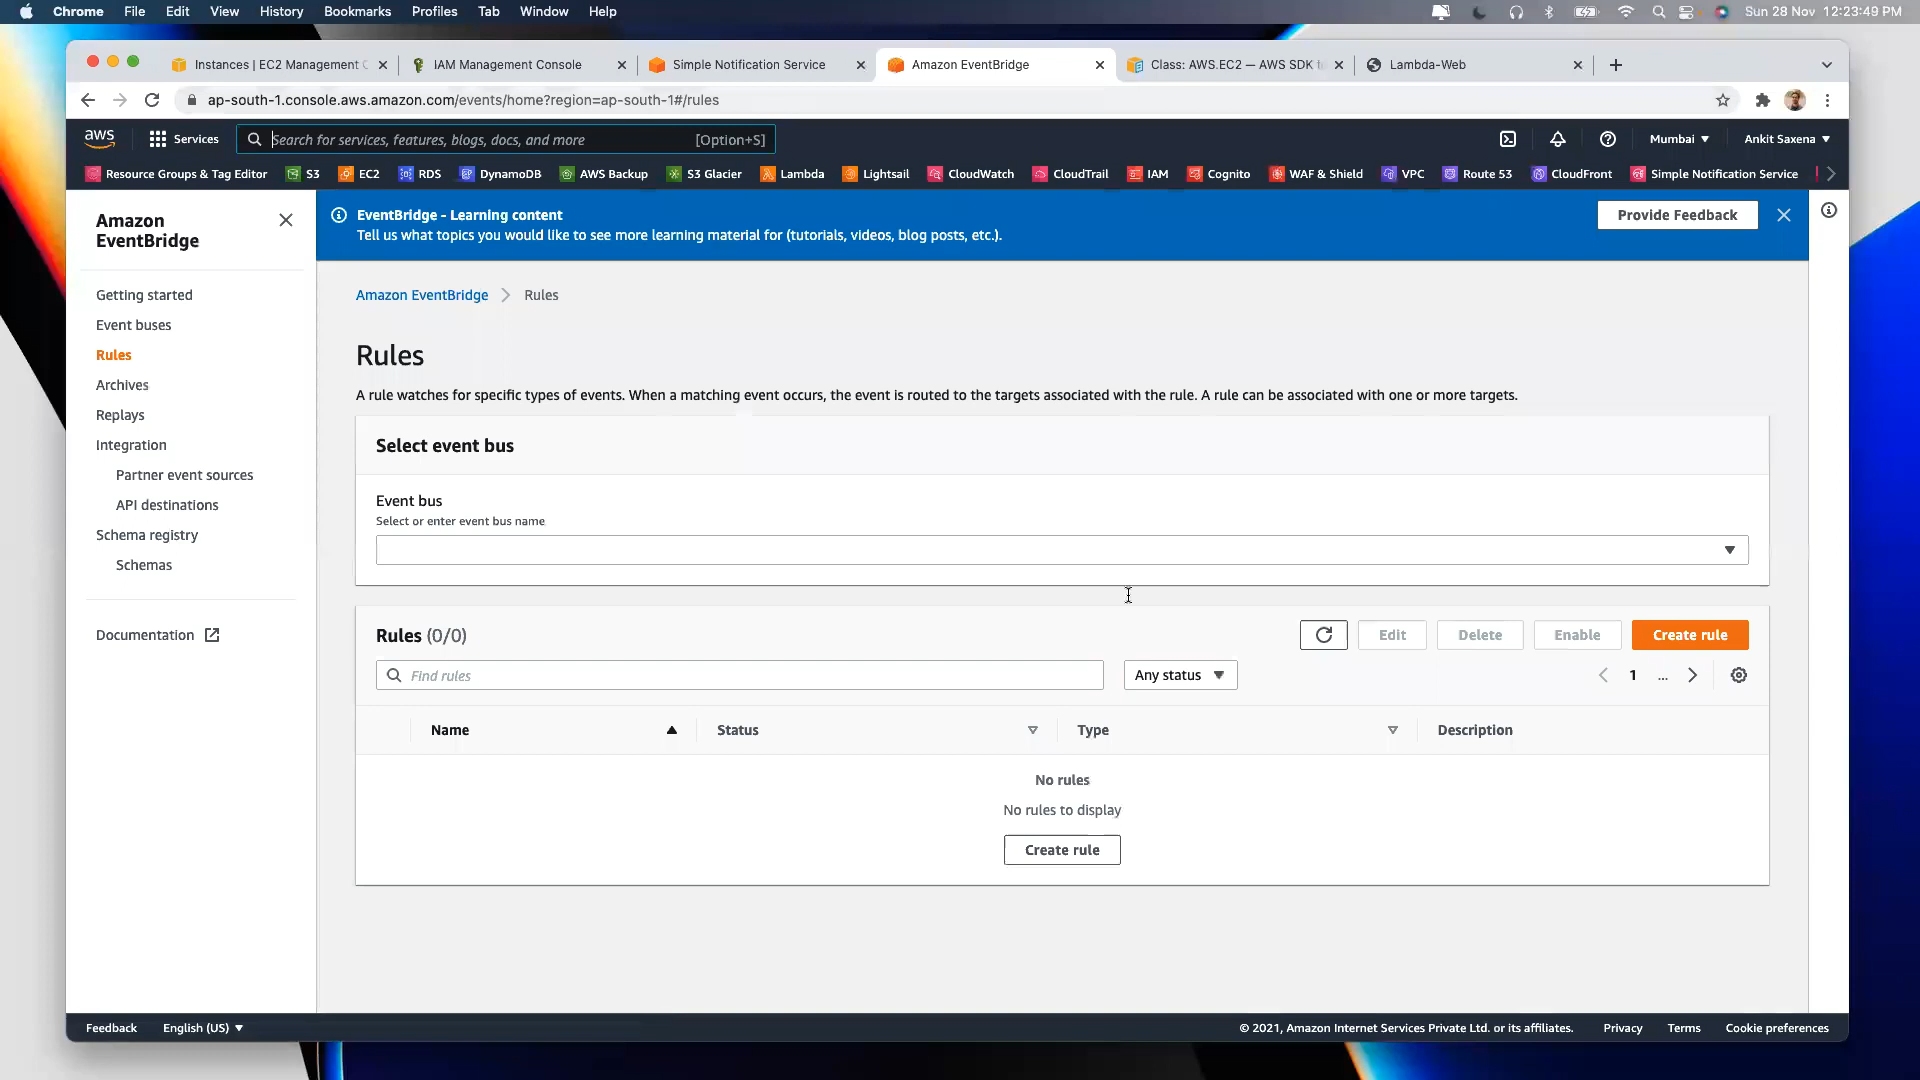 Chrome File Edit View History Bookmarks Profiles Tab Window Help Sun 28 Nov 12:23:49 PM
Instances | EC2 Management C IAM Management Console Simple Notification Service Amazon EventBridge Class: AWS.EC2 — AWS SDK f Lambda-Web
ap-south-1.console.aws.amazon.com/events/home?region=ap-south-1#/rules
aws Services Search for services, features, blogs, docs, and more [Option+S] Mumbai ▼ Ankit Saxena ▼
Resource Groups & Tag Editor S3 EC2 RDS DynamoDB AWS Backup S3 Glacier Lambda Lightsail CloudWatch CloudTrail IAM Cognito WAF & Shield VPC Route 53 CloudFront Simple Notification Service
Amazon EventBridge
Getting started
Event buses
Rules
Archives
Replays
Integration
Partner event sources
API destinations
Schema registry
Schemas
Documentation
EventBridge - Learning content
Tell us what topics you would like to see more learning material for (tutorials, videos, blog posts, etc.).
Provide Feedback
Amazon EventBridge > Rules
Rules
A rule watches for specific types of events. When a matching event occurs, the event is routed to the targets associated with the rule. A rule can be associated with one or more targets.
Select event bus
Event bus
Select or enter event bus name
Rules (0/0) Edit Delete Enable Create rule
Find rules Any status ▼ 1 ...
Name Status Type Description
No rules
No rules to display
Create rule
Feedback English (US) ▼ © 2021, Amazon Internet Services Private Ltd. or its affiliates. Privacy Terms Cookie preferences